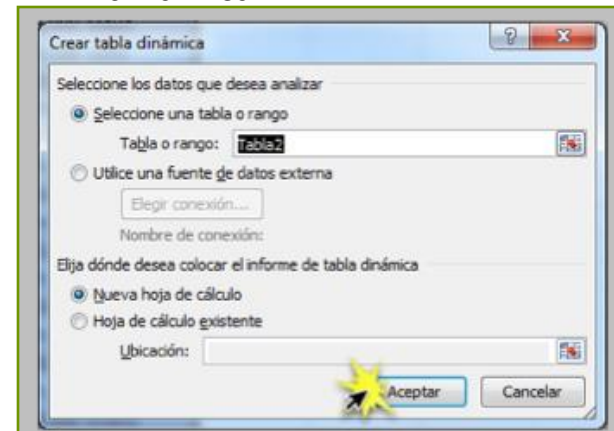 Crear tabla dinámica
Seleccione los datos que desea analizar
Seleccione una tabla o rango
Tabla o rango: Tabla2
Utilice una fuente de datos externa
Elegir conexión...
Nombre de conexión:
Elija dónde desea colocar el informe de tabla dinámica
Nueva hoja de cálculo
Hoja de cálculo existente
Ubicación:
Aceptar Cancelar